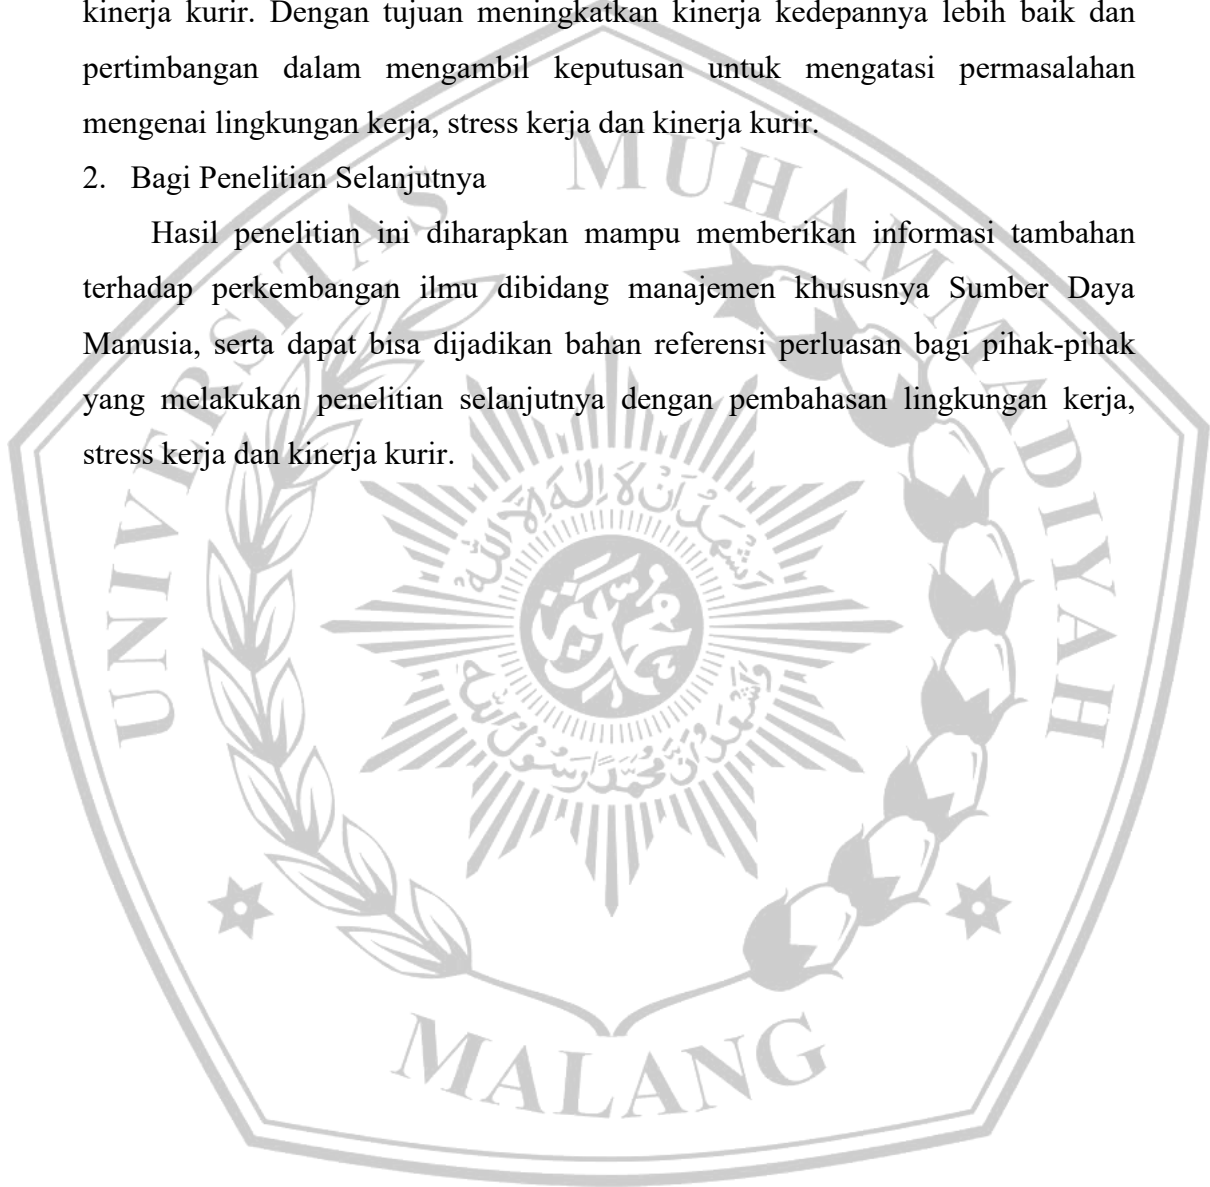 kinerja kurir. Dengan tujuan meningkatkan kinerja kedepannya lebih baik dan
pertimbangan dalam mengambil keputusan untuk mengatasi permasalahan
mengenai lingkungan kerja, stress kerja dan kinerja kurir.
2. Bagi Penelitian Selanjutnya
Hasil penelitian ini diharapkan mampu memberikan informasi tambahan
terhadap perkembangan ilmu dibidang manajemen khususnya Sumber Daya
Manusia, serta dapat bisa dijadikan bahan referensi perluasan bagi pihak-pihak
yang melakukan penelitian selanjutnya dengan pembahasan lingkungan kerja,
stress kerja dan kinerja kurir.
UNIVERSITAS MUHAMMADIYAH
MALANG